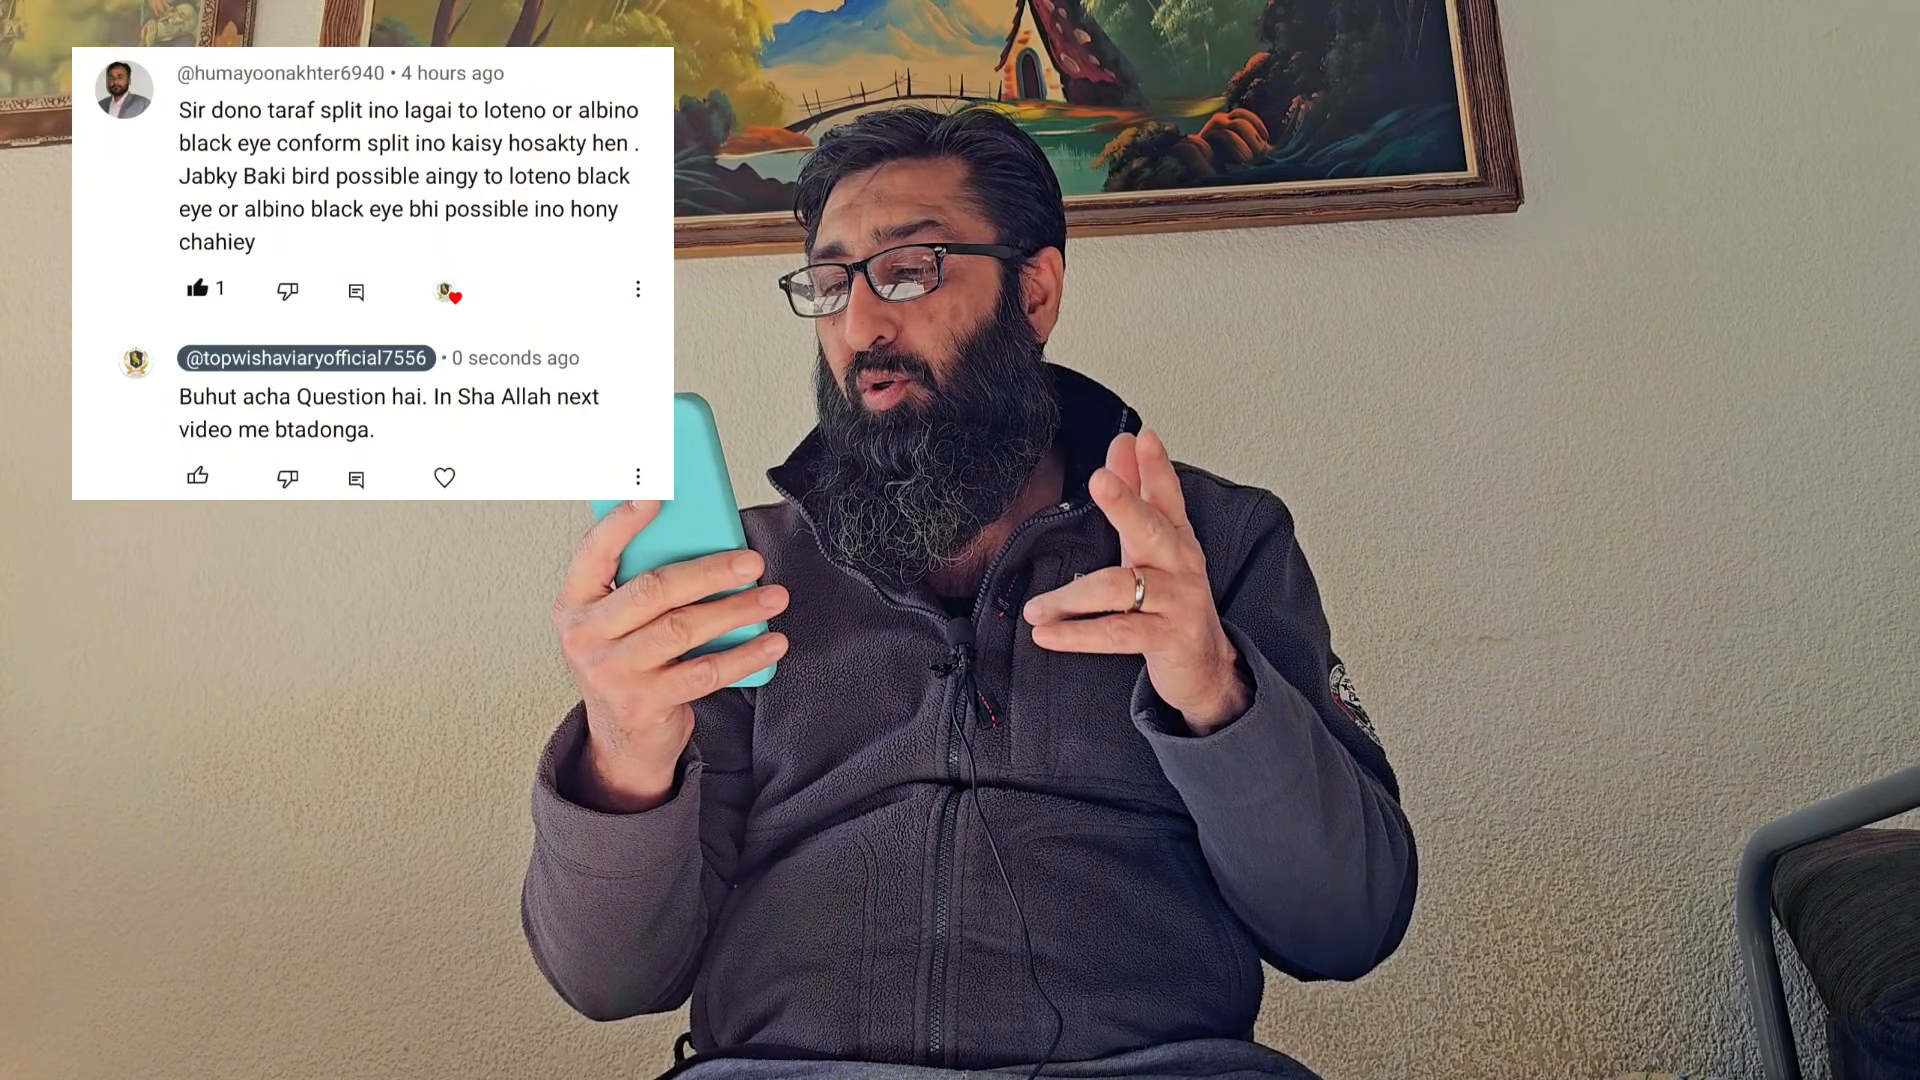 @humayoonakhter6940 • 4 hours ago
Sir dono taraf split ino lagai to loteno or albino
black eye conform split ino kaisy hosakty hen .
Jabky Baki bird possible aingy to loteno black
eye or albino black eye bhi possible ino hony
chahiey
1
@topwishaviaryofficial7556 • 0 seconds ago
Buhut acha Question hai. In Sha Allah next
video me btadonga.